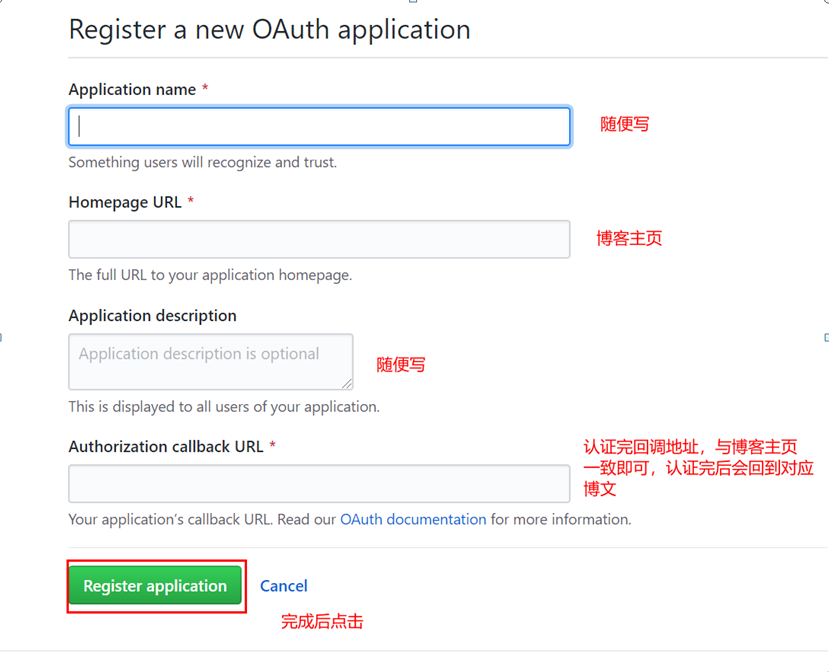 Register a new OAuth application
Application name *
随便写
Something users will recognize and trust.
Homepage URL *
博客主页
The full URL to your application homepage.
Application description
Application description is optional
随便写
This is displayed to all users of your application.
Authorization callback URL *
认证完回调地址，与博客主页
一致即可，认证完后会回到对应
博文
Your application's callback URL. Read our OAuth documentation for more information.
Register application
Cancel
完成后点击